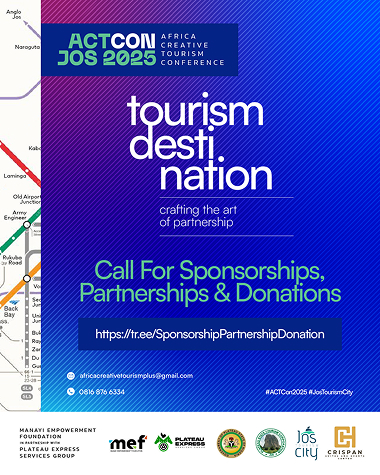 Anglo
Jos
Naraguta
ACTCON
JOS 2025
AFRICA
CREATIVE
TOURISM
CONFERENCE
tourism
desti
nation
crafting the art
of partnership
Laminga
Old Airport
Junction
Army
Engineer
Rukuba
Road
Back
Bay
Call For Sponsorships,
Partnerships & Donations
https://tr.ee/SponsorshipPartnershipDonation
africacreativetourismplus@gmail.com
0816 876 6334
#ACTCon2025 #JosTourismCity
MANAYI EMPOWERMENT
FOUNDATION
IN PARTNERSHIP WITH
PLATEAU EXPRESS
SERVICES GROUP
mef
PLATEAU
EXPRESS
Jos
City
CH
CRISPAN